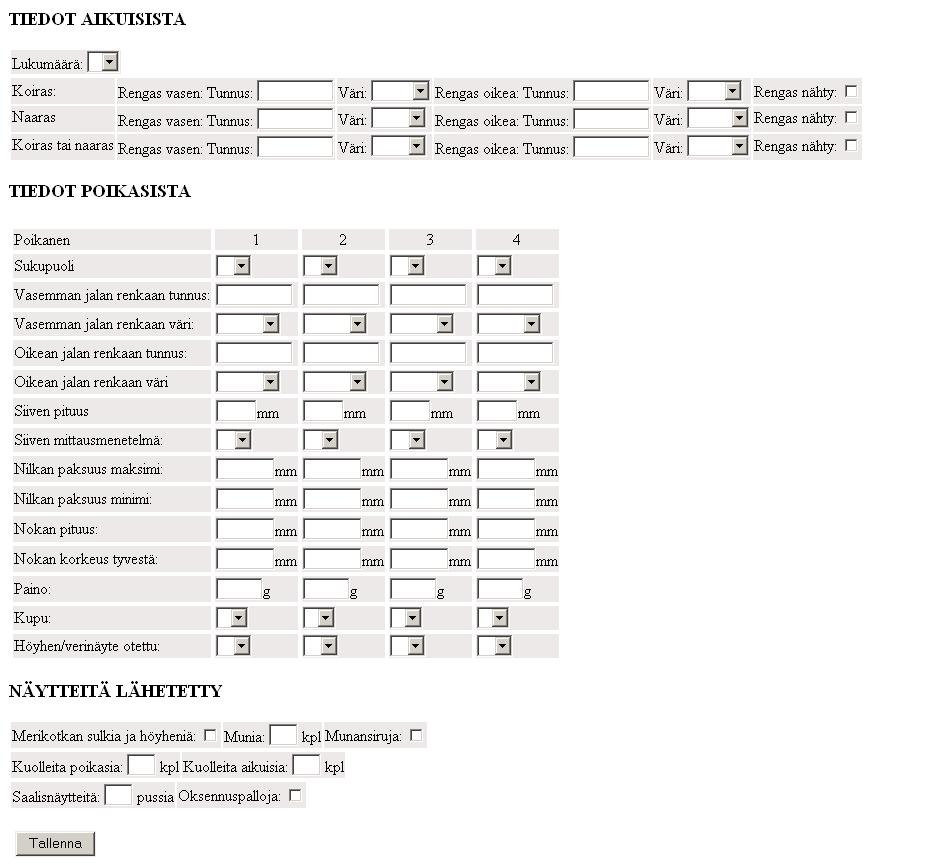 TIEDOT AIKUISISTA
Lukumäärä:
Koiras: Rengas vasen: Tunnus: Väri: Rengas oikea: Tunnus: Väri: Rengas nähty:
Naaras Rengas vasen: Tunnus: Väri: Rengas oikea: Tunnus: Väri: Rengas nähty:
Koiras tai naaras Rengas vasen: Tunnus: Väri: Rengas oikea: Tunnus: Väri: Rengas nähty:
TIEDOT POIKASISTA
Poikanen 1 2 3 4
Sukupuoli
Vasemman jalan renkaan tunnus:
Vasemman jalan renkaan väri:
Oikean jalan renkaan tunnus:
Oikean jalan renkaan väri
Siiven pituus mm mm mm mm
Siiven mittausmenetelmä:
Nilkan paksuus maksimi: mm mm mm mm
Nilkan paksuus minimi: mm mm mm mm
Nokan pituus: mm mm mm mm
Nokan korkeus tyvestä: mm mm mm mm
Paino: g g g g
Kupu:
Höyhen/verinäyte otettu:
NÄYTTEITÄ LÄHETETTY
Merikotkan sulkia ja höyheniä: Munia: kpl Munansiruja:
Kuolleita poikasia: kpl Kuolleita aikuisia: kpl
Saalisnäytteitä: pussia Oksennuspalloja:
Tallenna